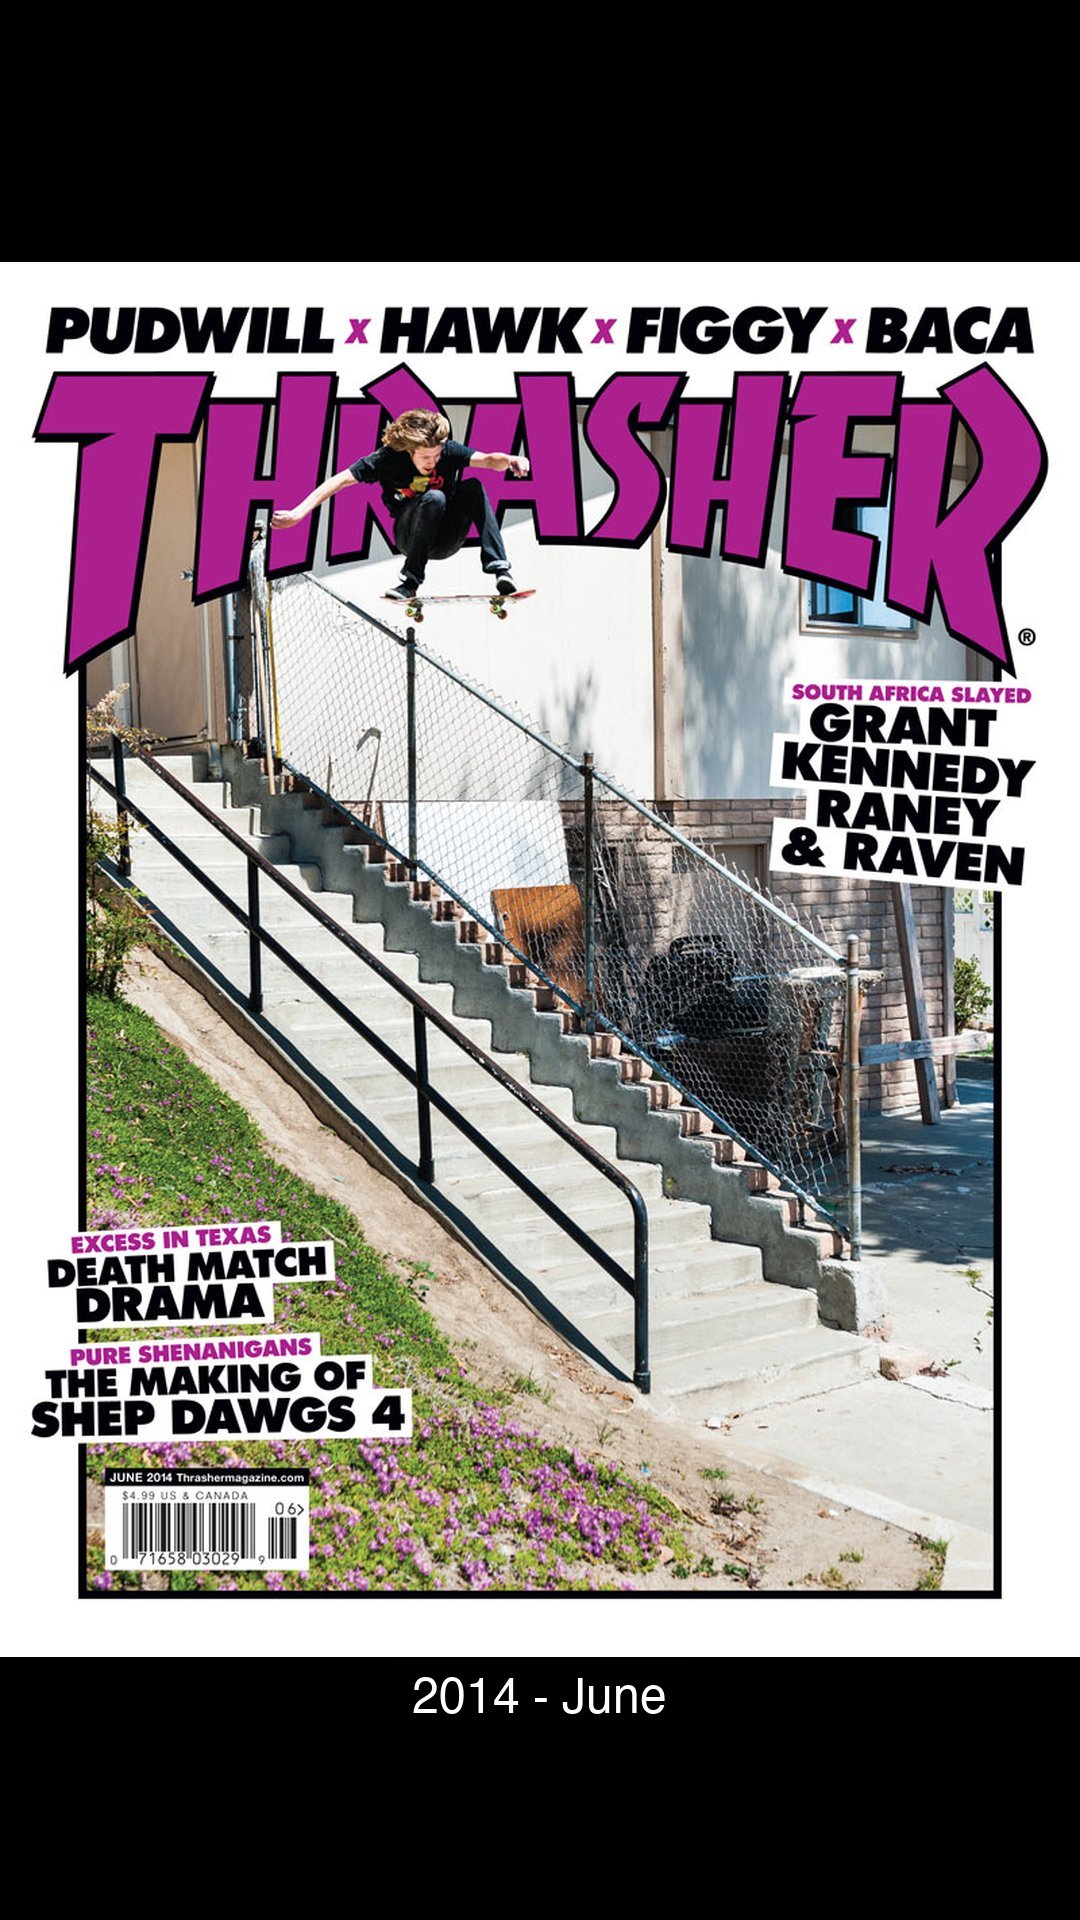 PUDWILL x HAWK x FIGGY x BACA
THRASHER
®
SOUTH AFRICA SLAYED
GRANT
KENNEDY
RANEY
& RAVEN
EXCESS IN TEXAS
DEATH MATCH
DRAMA
PURE SHENANIGANS
THE MAKING OF
SHEP DAWGS 4
JUNE 2014 Thrashermagazine.com
$4.99 US & CANADA
06>
0 71658 03029 9
2014 - June